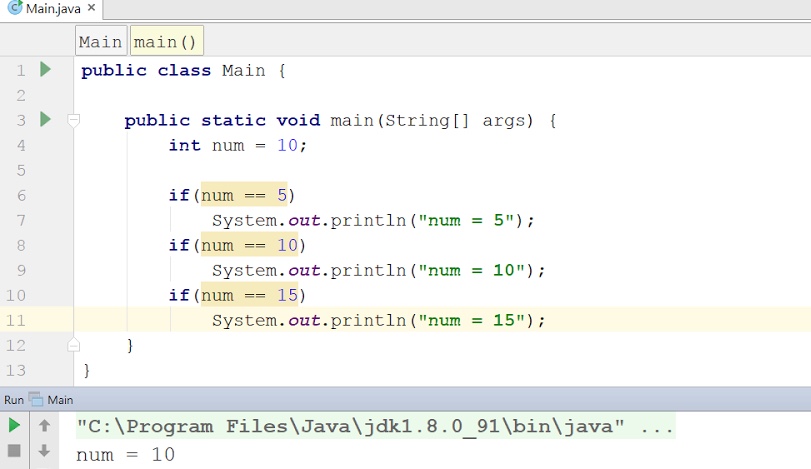 Main.java ×
Main main()
1 public class Main {
2
3 public static void main(String[] args) {
4 int num = 10;
5
6 if(num == 5)
7 System.out.println("num = 5");
8 if(num == 10)
9 System.out.println("num = 10");
10 if(num == 15)
11 System.out.println("num = 15");
12 }
13 }
Run Main
"C:\Program Files\Java\jdk1.8.0_91\bin\java" ...
num = 10